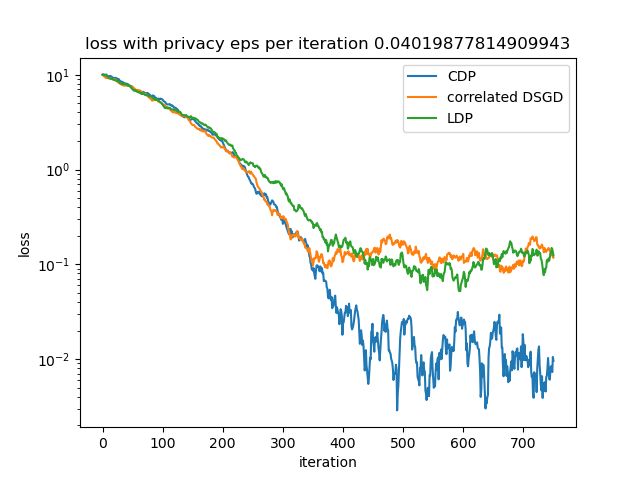 loss with privacy eps per iteration 0.04019877814909943
CDP
correlated DSGD
LDP
10¹
10⁰
10⁻¹
10⁻²
loss
0 100 200 300 400 500 600 700
iteration